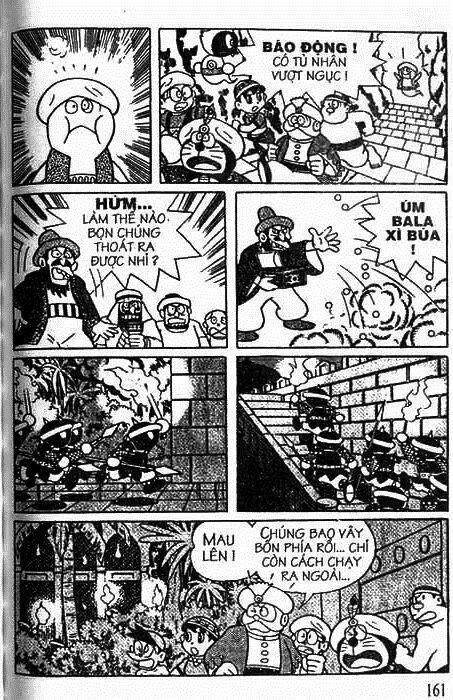 BÁO ĐỘNG !
CÓ TÙ NHÂN
VƯỢT NGỤC !
HỪM...
LÀM THẾ NÀO
BỌN CHÚNG
THOÁT RA
ĐƯỢC NHỈ ?
ÚM
BALA
XÌ BÙA
!
MAU
LÊN !
CHÚNG BAO VÂY
BỐN PHÍA RỒI... CHỈ
CÒN CÁCH CHẠY
RA NGOÀI...
161